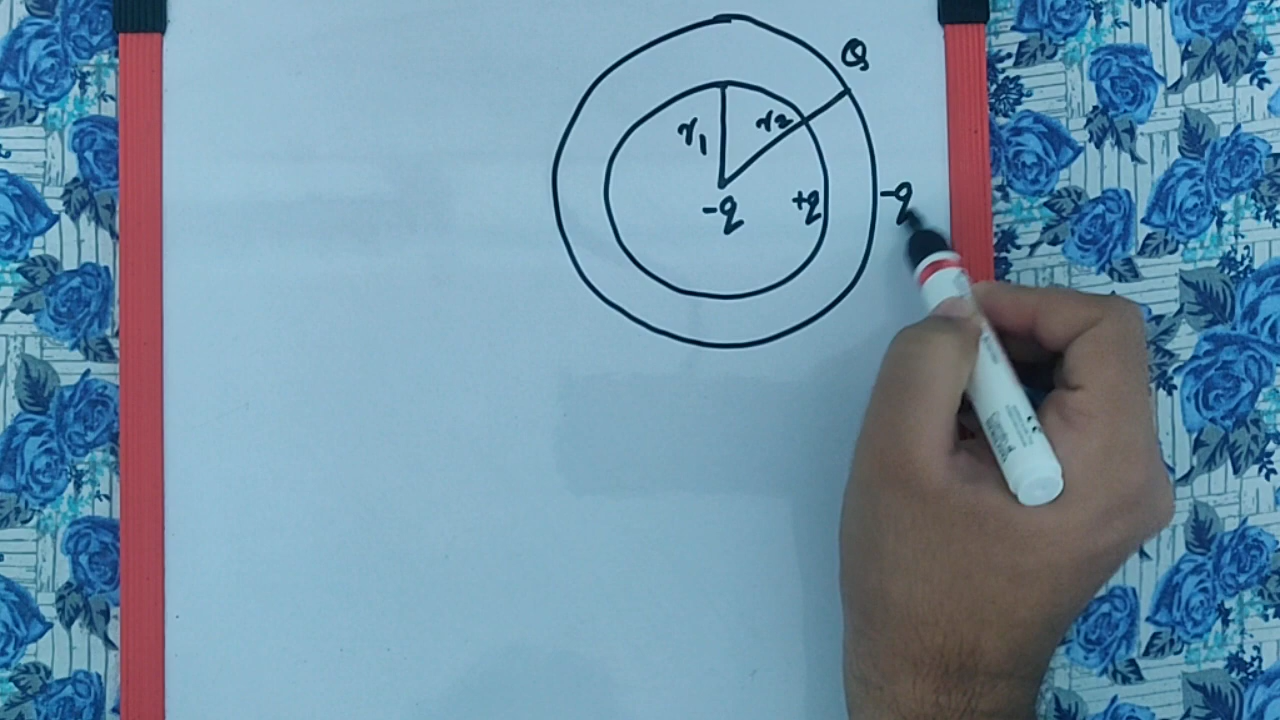 Q
r₁
r₂
-q
+q
-q